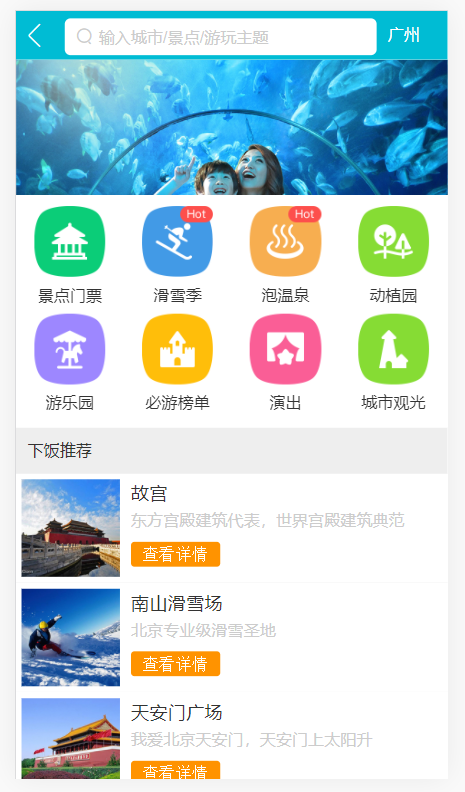 输入城市/景点/游玩主题
广州
Hot
Hot
景点门票
滑雪季
泡温泉
动植园
游乐园
必游榜单
演出
城市观光
下饭推荐
故宫
东方宫殿建筑代表，世界宫殿建筑典范
查看详情
南山滑雪场
北京专业级滑雪圣地
查看详情
天安门广场
我爱北京天安门，天安门上太阳升
查看详情